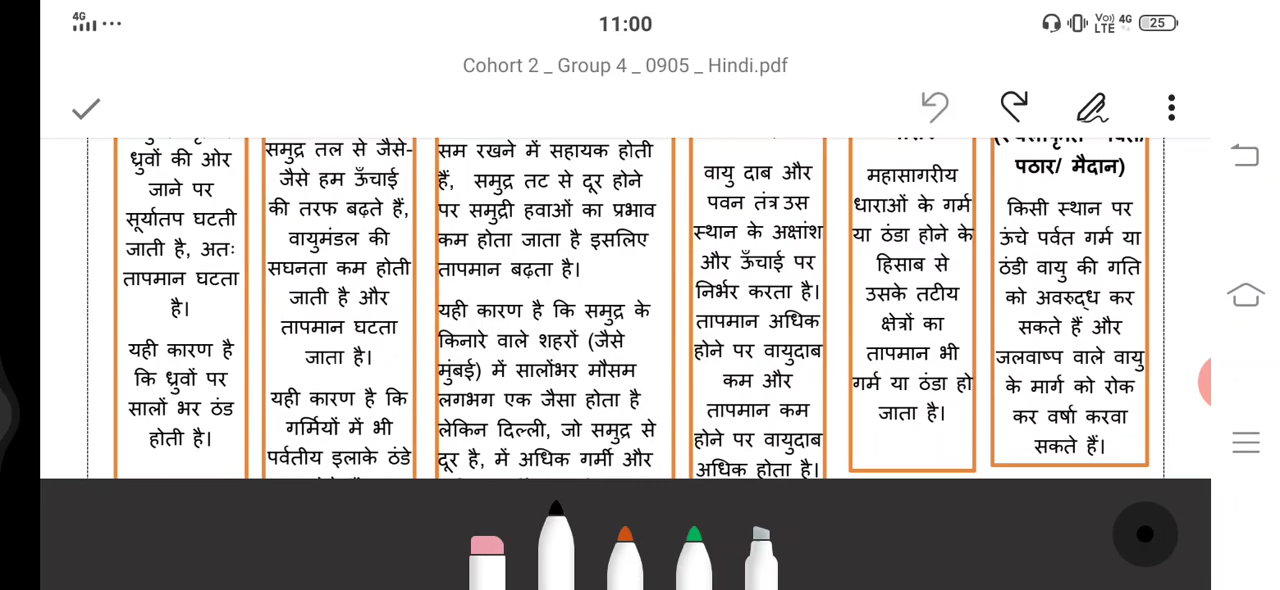 4G
11:00
Vo) 4G
LTE
25
Cohort 2 _ Group 4 _ 0905 _ Hindi.pdf
ध्रुवों की ओर
जाने पर
सूर्यातप घटती
जाती है, अतः
तापमान घटता
है।
यही कारण है
कि ध्रुवों पर
सालों भर ठंड
होती है।
समुद्र तल से जैसे-
जैसे हम ऊँचाई
की तरफ बढ़ते हैं,
वायुमंडल की
सघनता कम होती
जाती है और
तापमान घटता
जाता है।
यही कारण है कि
गर्मियों में भी
पर्वतीय इलाके ठंडे
सम रखने में सहायक होती
हैं, समुद्र तट से दूर होने
पर समुद्री हवाओं का प्रभाव
कम होता जाता है इसलिए
तापमान बढ़ता है।
यही कारण है कि समुद्र के
किनारे वाले शहरों (जैसे
मुंबई) में सालोंभर मौसम
लगभग एक जैसा होता है
लेकिन दिल्ली, जो समुद्र से
दूर है, में अधिक गर्मी और
वायु दाब और
पवन तंत्र उस
स्थान के अक्षांश
और ऊँचाई पर
निर्भर करता है।
तापमान अधिक
होने पर वायुदाब
कम और
तापमान कम
होने पर वायुदाब
अधिक होता है।
महासागरीय
धाराओं के गर्म
या ठंडा होने के
हिसाब से
उसके तटीय
क्षेत्रों का
तापमान भी
गर्म या ठंडा हो
जाता है।
पठार/ मैदान)
किसी स्थान पर
ऊंचे पर्वत गर्म या
ठंडी वायु की गति
को अवरुद्ध कर
सकते हैं और
जलवाष्प वाले वायु
के मार्ग को रोक
कर वर्षा करवा
सकते हैं।